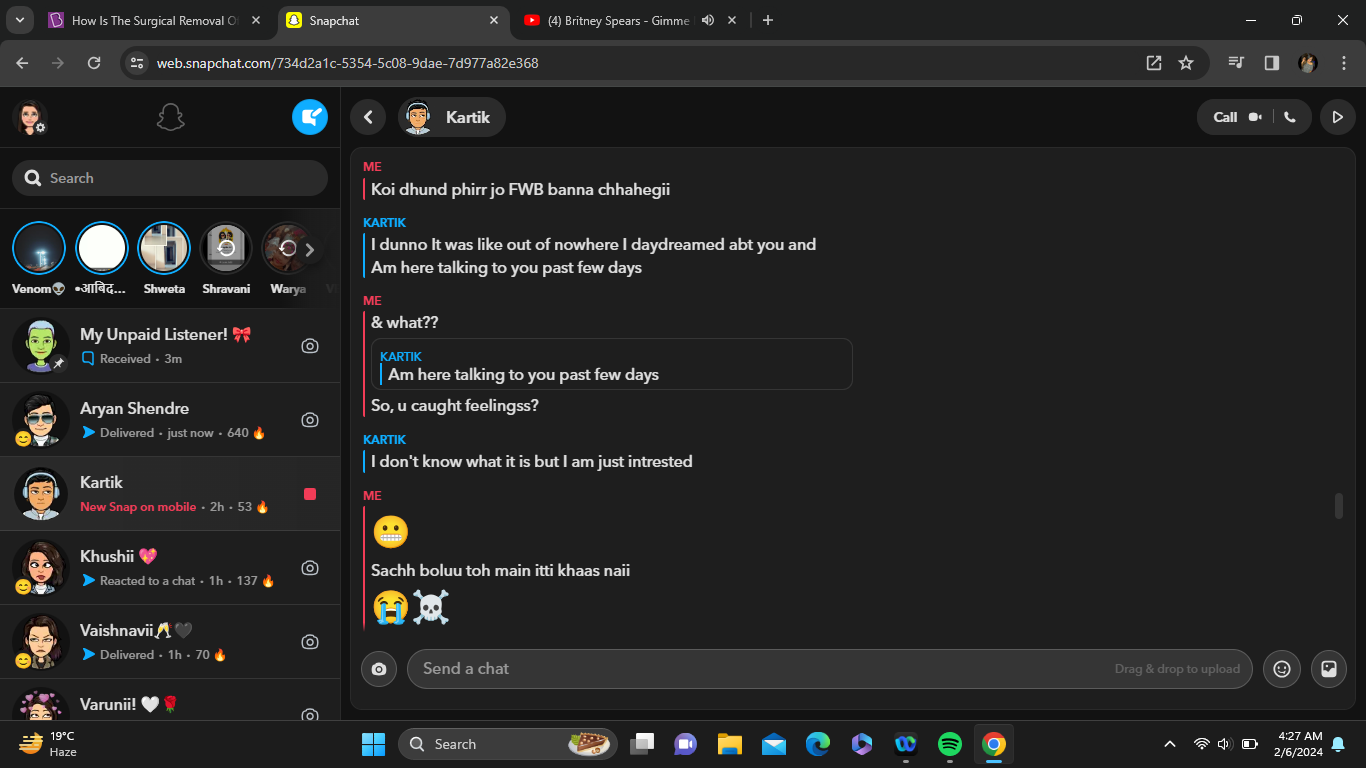 How Is The Surgical Removal O
Snapchat
(4) Britney Spears - Gimme
web.snapchat.com/734d2a1c-5354-5c08-9dae-7d977a82e368
Kartik
Call
Search
Venom👽
•आबिद...
Shweta
Shravani
Warya
My Unpaid Listener! 🎀
Received · 3m
Aryan Shendre
Delivered · just now · 640 🔥
Kartik
New Snap on mobile · 2h · 53 🔥
Khushii 💖
Reacted to a chat · 1h · 137 🔥
Vaishnavii🥂🖤
Delivered · 1h · 70 🔥
Varunii! 🤍🌹
ME
Koi dhund phirr jo FWB banna chhahegii
KARTIK
I dunno It was like out of nowhere I daydreamed abt you and
Am here talking to you past few days
ME
& what??
KARTIK
Am here talking to you past few days
So, u caught feelingss?
KARTIK
I don't know what it is but I am just intrested
ME
😬
Sachh boluu toh main itti khaas naii
😭☠️
Send a chat
Drag & drop to upload
19°C
Haze
Search
4:27 AM
2/6/2024